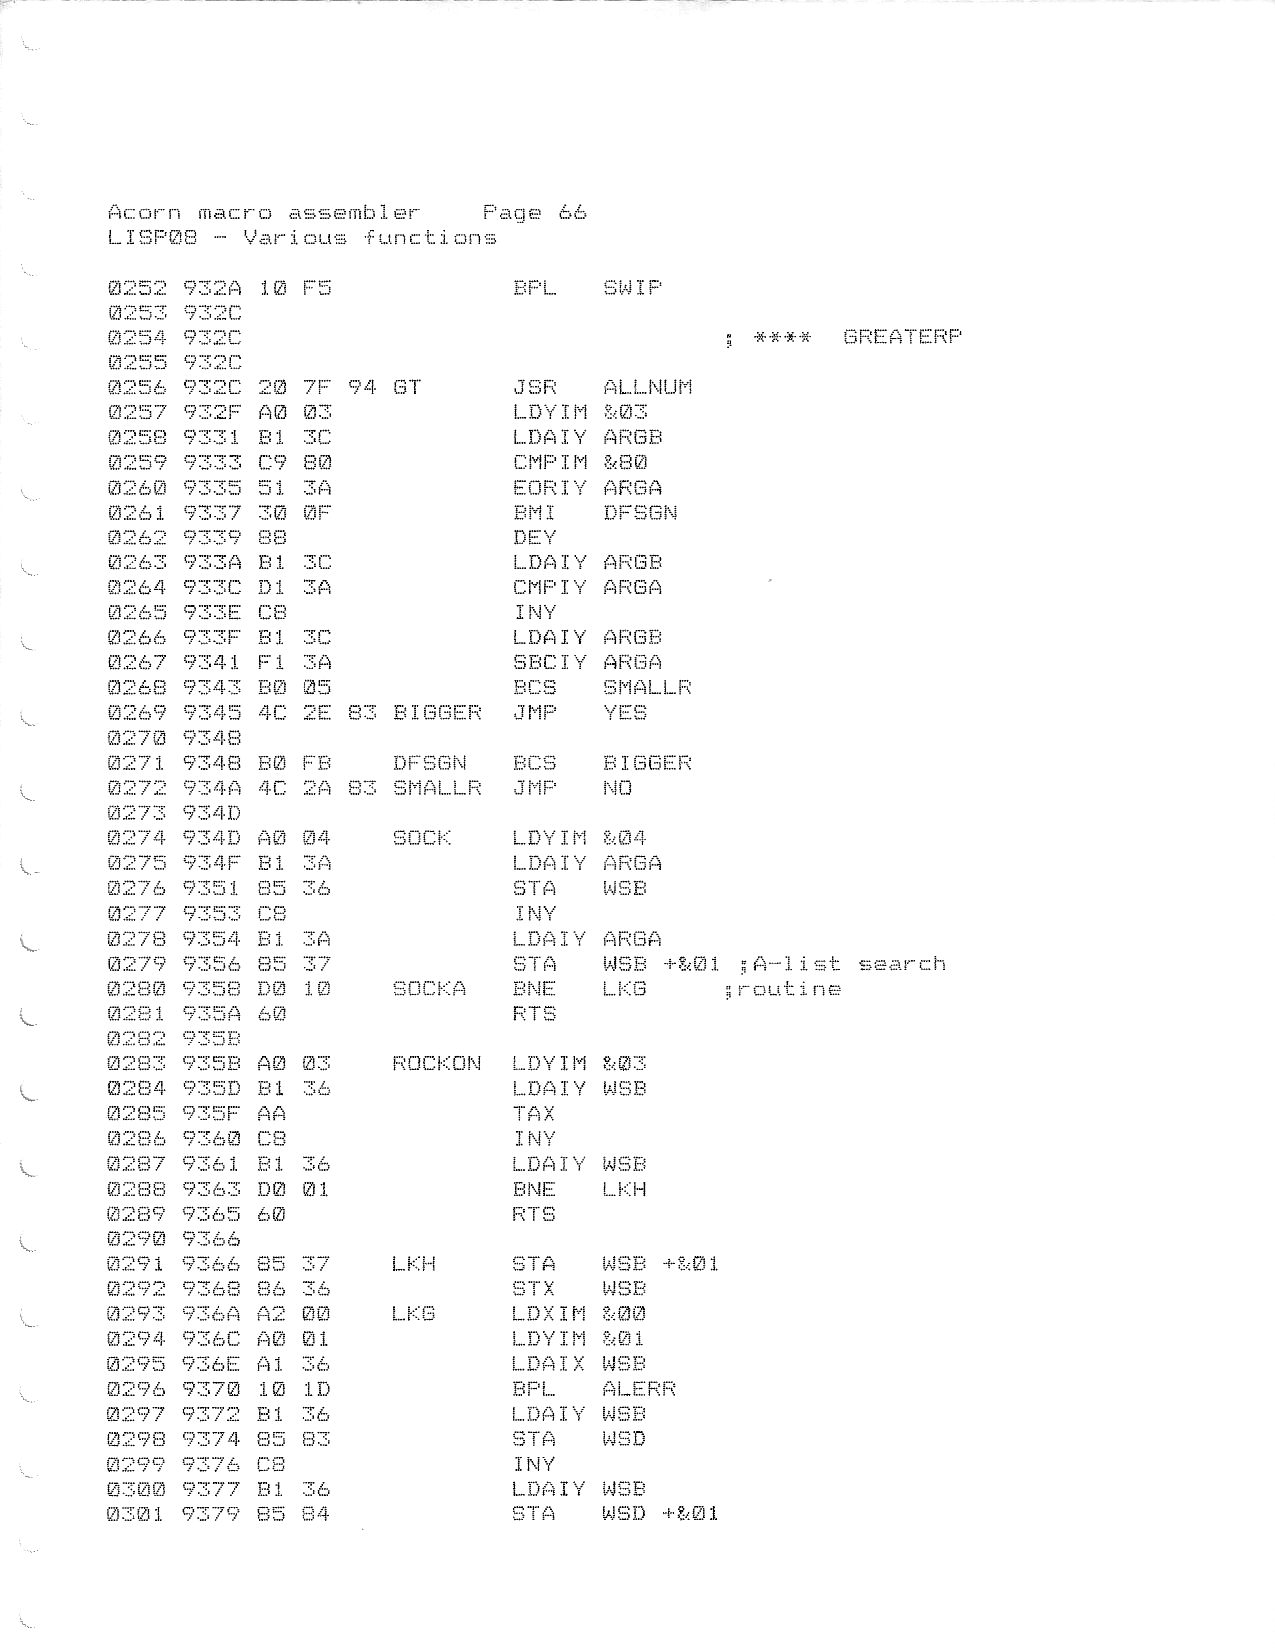 Acorn macro assembler    Page 66
LISP08 - Various functions
0252 932A 10 F5            BPL   SWIP
0253 932C
0254 932C                                ; ****  GREATERP
0255 932C
0256 932C 20 7F 94 GT      JSR   ALLNUM
0257 932F A0 03            LDYIM &03
0258 9331 B1 3C            LDAIY ARGB
0259 9333 C9 80            CMPIM &80
0260 9335 51 3A            EORIY ARGA
0261 9337 30 0F            BMI   DFSGN
0262 9339 88               DEY
0263 933A B1 3C            LDAIY ARGB
0264 933C D1 3A            CMPIY ARGA
0265 933E C8               INY
0266 933F B1 3C            LDAIY ARGB
0267 9341 F1 3A            SBCIY ARGA
0268 9343 B0 05            BCS   SMALLR
0269 9345 4C 2E 83 BIGGER  JMP   YES
0270 9348
0271 9348 B0 FB    DFSGN   BCS   BIGGER
0272 934A 4C 2A 83 SMALLR  JMP   NO
0273 934D
0274 934D A0 04    SOCK    LDYIM &04
0275 934F B1 3A            LDAIY ARGA
0276 9351 85 36            STA   WSB
0277 9353 C8               INY
0278 9354 B1 3A            LDAIY ARGA
0279 9356 85 37            STA   WSB +&01 ;A-list search
0280 9358 D0 10    SOCKA   BNE   LKG     ;routine
0281 935A 60               RTS
0282 935B
0283 935B A0 03    ROCKON  LDYIM &03
0284 935D B1 36            LDAIY WSB
0285 935F AA               TAX
0286 9360 C8               INY
0287 9361 B1 36            LDAIY WSB
0288 9363 D0 01            BNE   LKH
0289 9365 60               RTS
0290 9366
0291 9366 85 37    LKH     STA   WSB +&01
0292 9368 86 36            STX   WSB
0293 936A A2 00    LKG     LDXIM &00
0294 936C A0 01            LDYIM &01
0295 936E A1 36            LDAIX WSB
0296 9370 10 1D            BPL   ALERR
0297 9372 B1 36            LDAIY WSB
0298 9374 85 83            STA   WSD
0299 9376 C8               INY
0300 9377 B1 36            LDAIY WSB
0301 9379 85 84            STA   WSD +&01